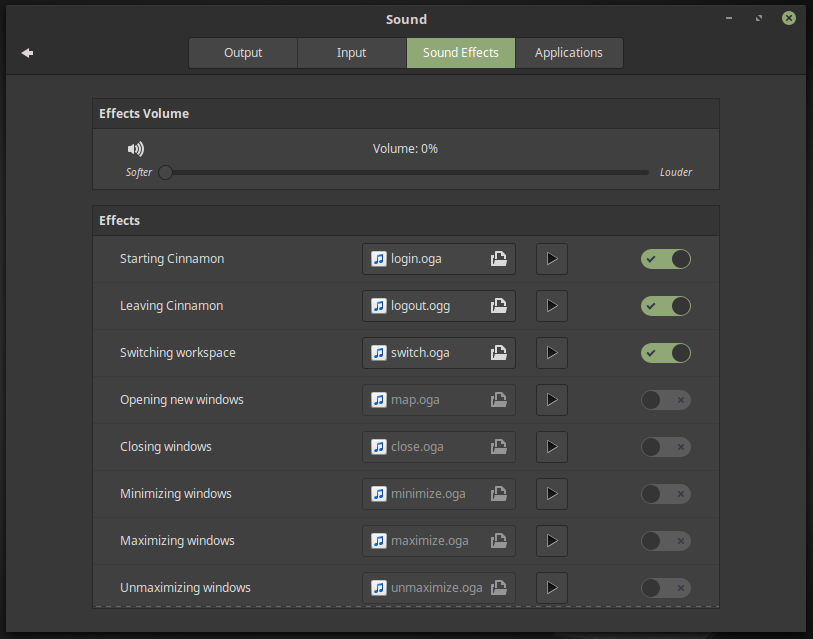 Sound
Output Input Sound Effects Applications
Effects Volume
Volume: 0%
Softer Louder
Effects
Starting Cinnamon login.oga
Leaving Cinnamon logout.ogg
Switching workspace switch.oga
Opening new windows map.oga
Closing windows close.oga
Minimizing windows minimize.oga
Maximizing windows maximize.oga
Unmaximizing windows unmaximize.oga